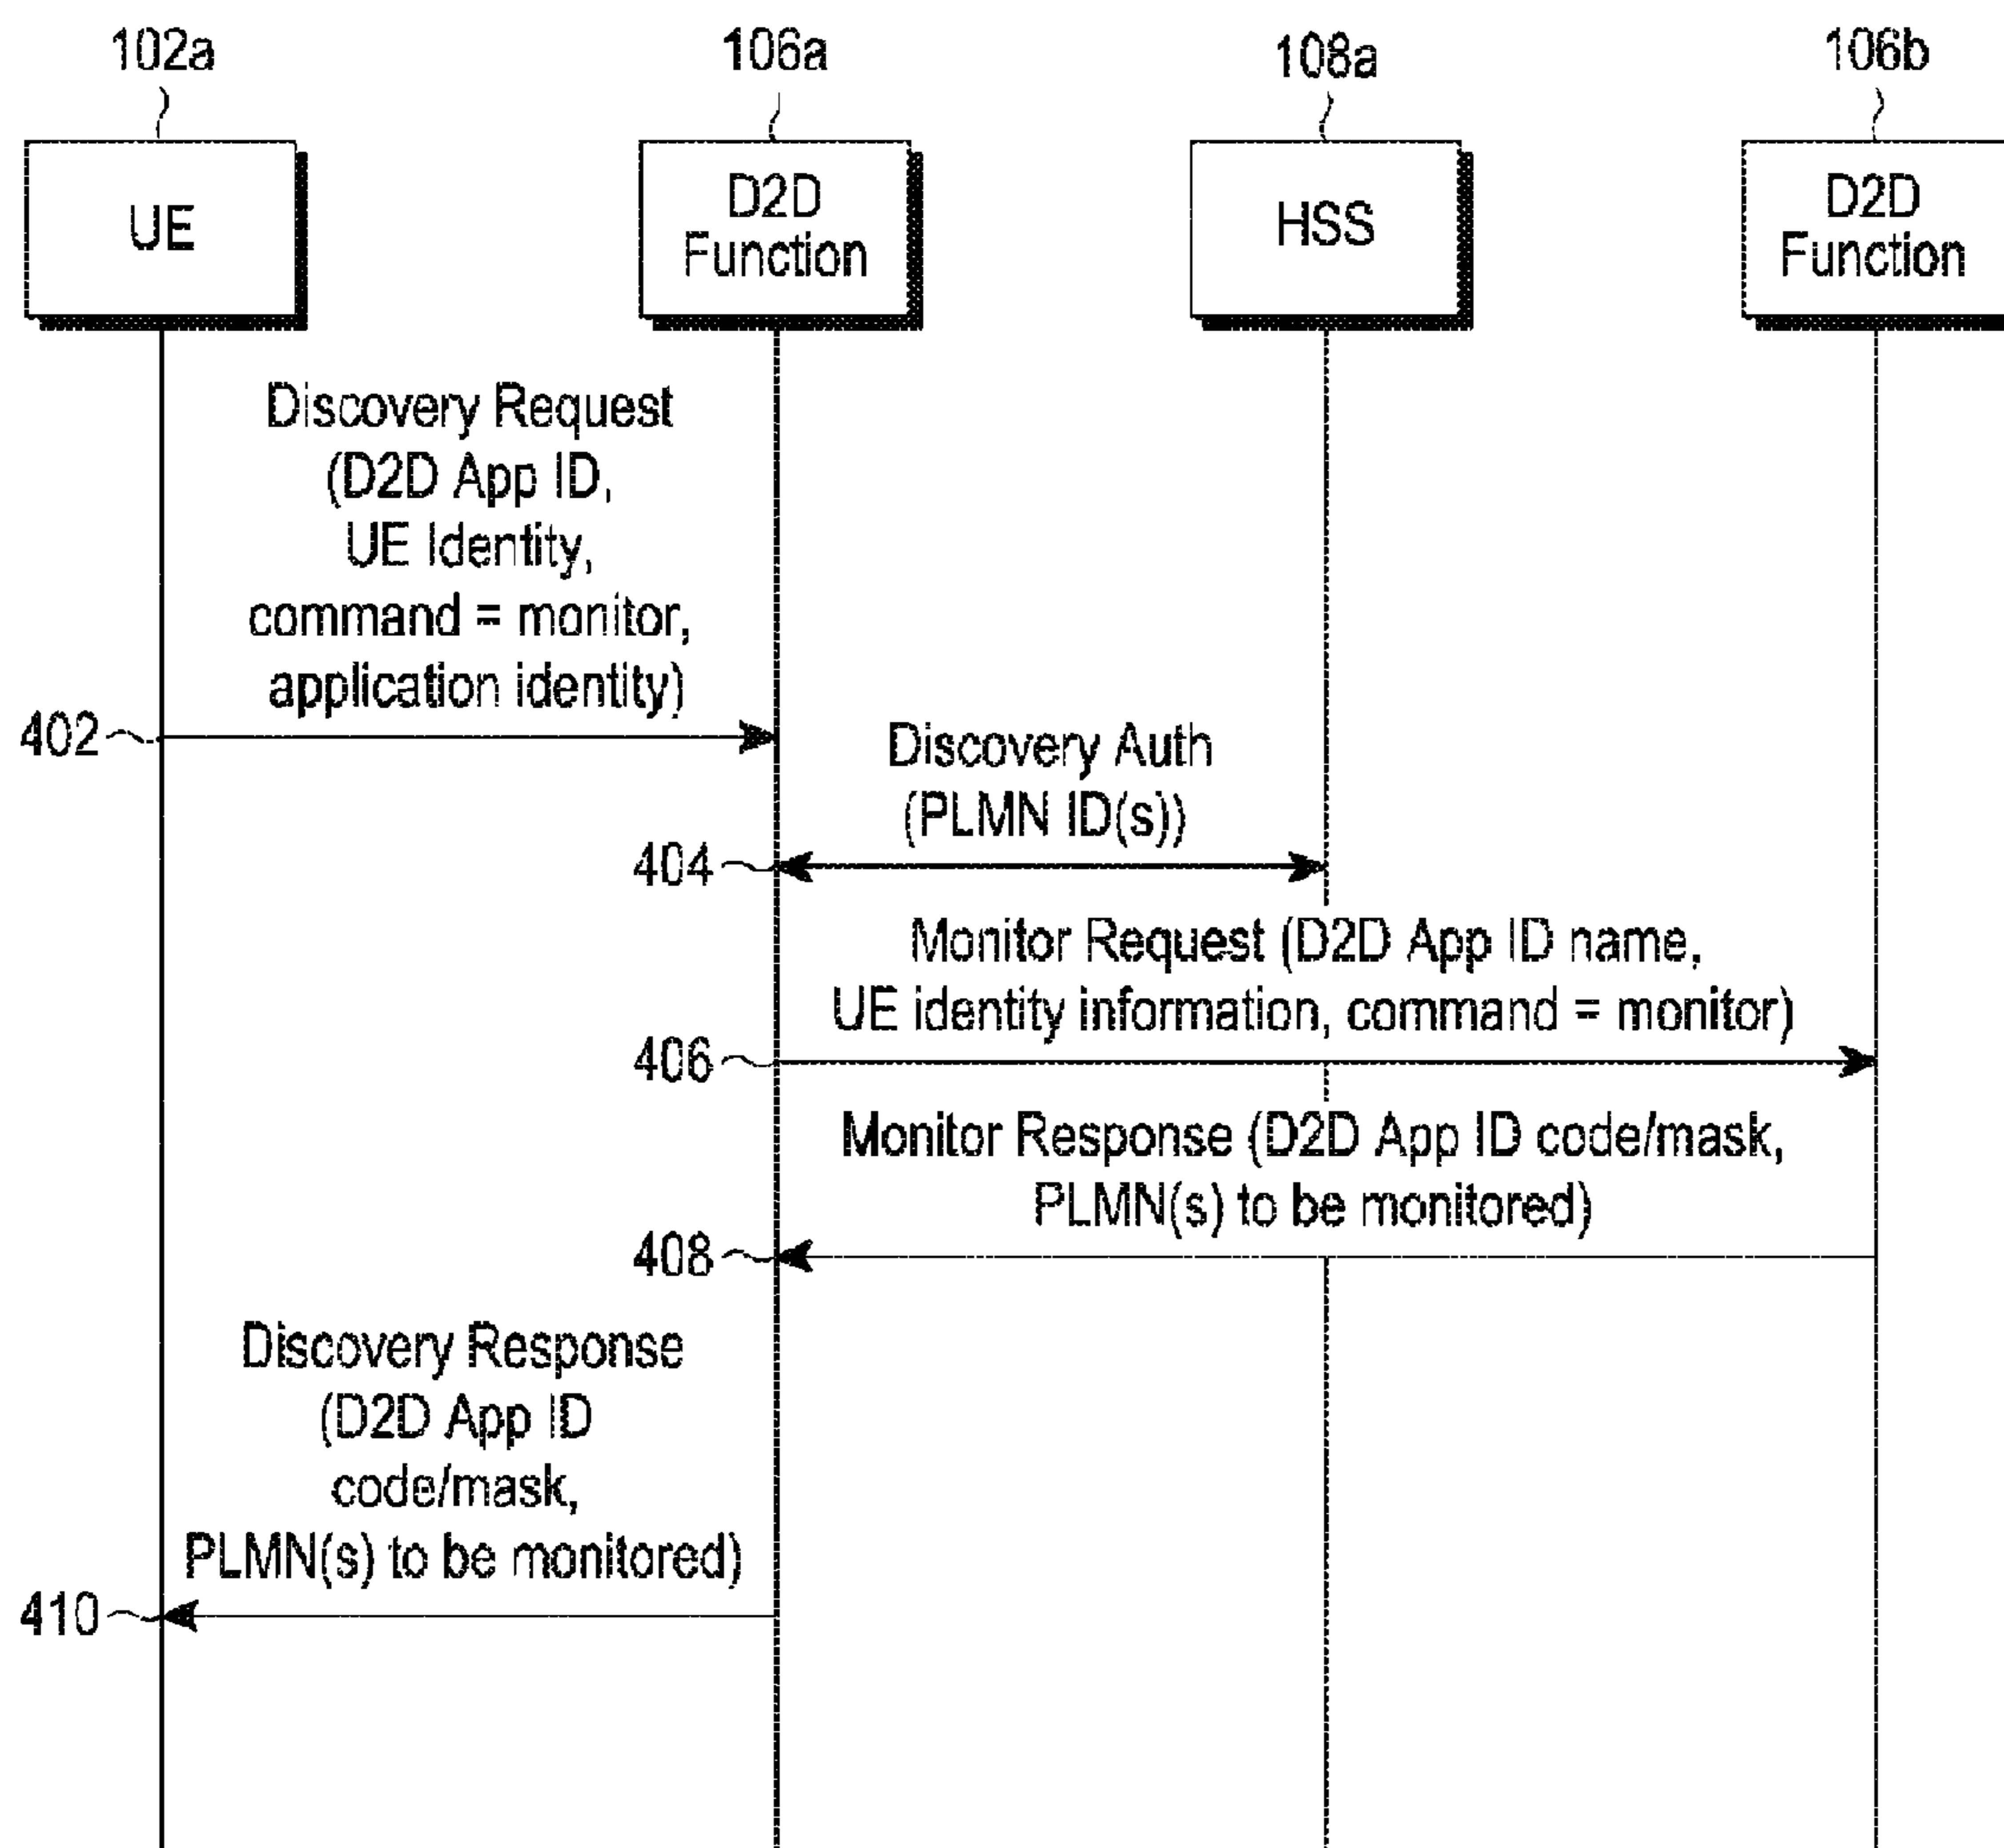 102a
106a
108a
106b
UE
D2D
Function
HSS
D2D
Function
Discovery Request
(D2D App ID,
UE Identity,
command = monitor,
application identity)
402
Discovery Auth
(PLMN ID(s))
404
Monitor Request (D2D App ID name,
UE identity information, command = monitor)
406
Monitor Response (D2D App ID code/mask,
PLMN(s) to be monitored)
408
Discovery Response
(D2D App ID
code/mask,
PLMN(s) to be monitored)
410